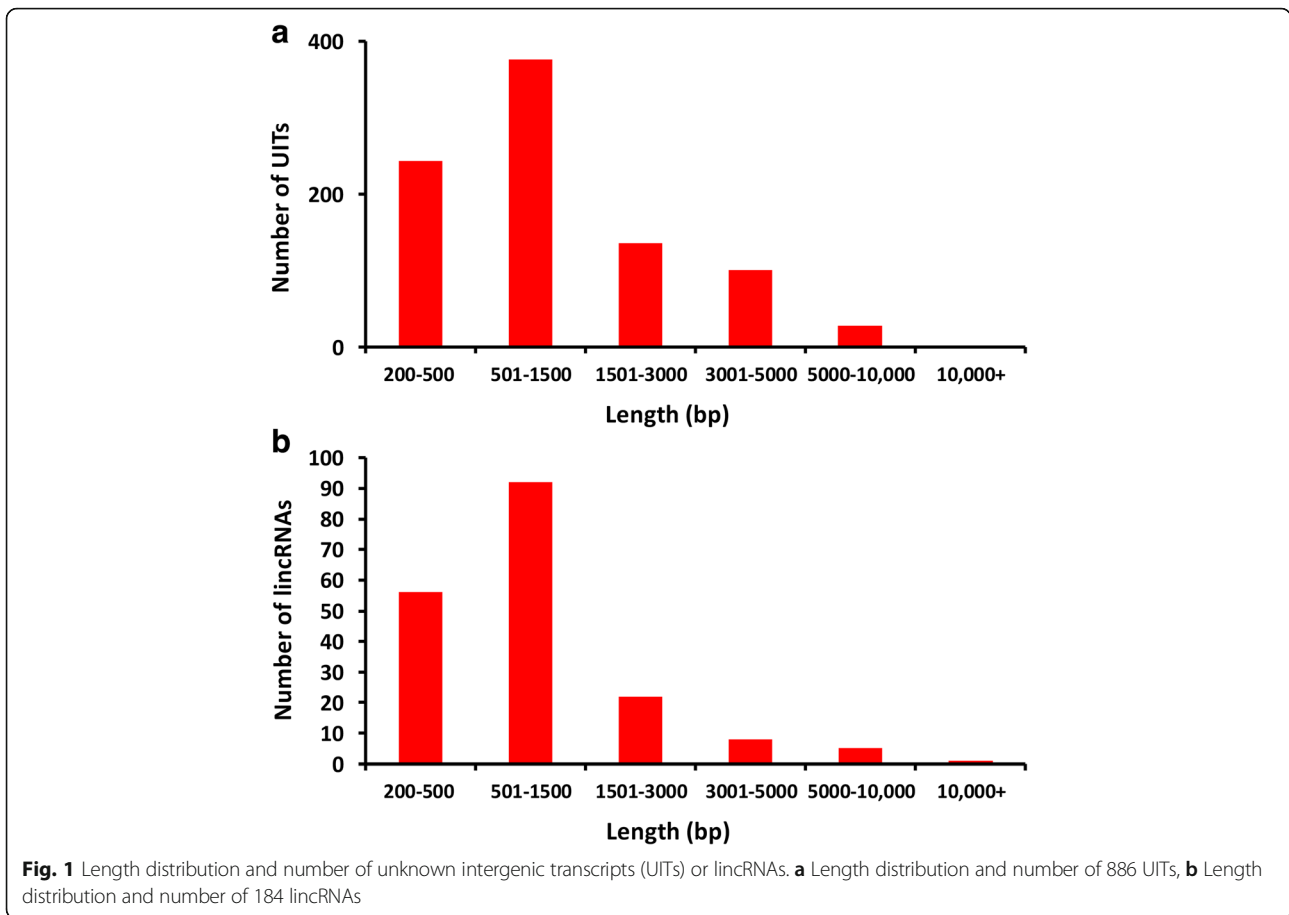 a
400
200
0
Number of UITs
200-500 501-1500 1501-3000 3001-5000 5000-10,000 10,000+
Length (bp)
b
100
90
80
70
60
50
40
30
20
10
0
Number of lincRNAs
200-500 501-1500 1501-3000 3001-5000 5000-10,000 10,000+
Length (bp)
Fig. 1 Length distribution and number of unknown intergenic transcripts (UITs) or lincRNAs. a Length distribution and number of 886 UITs, b Length
distribution and number of 184 lincRNAs